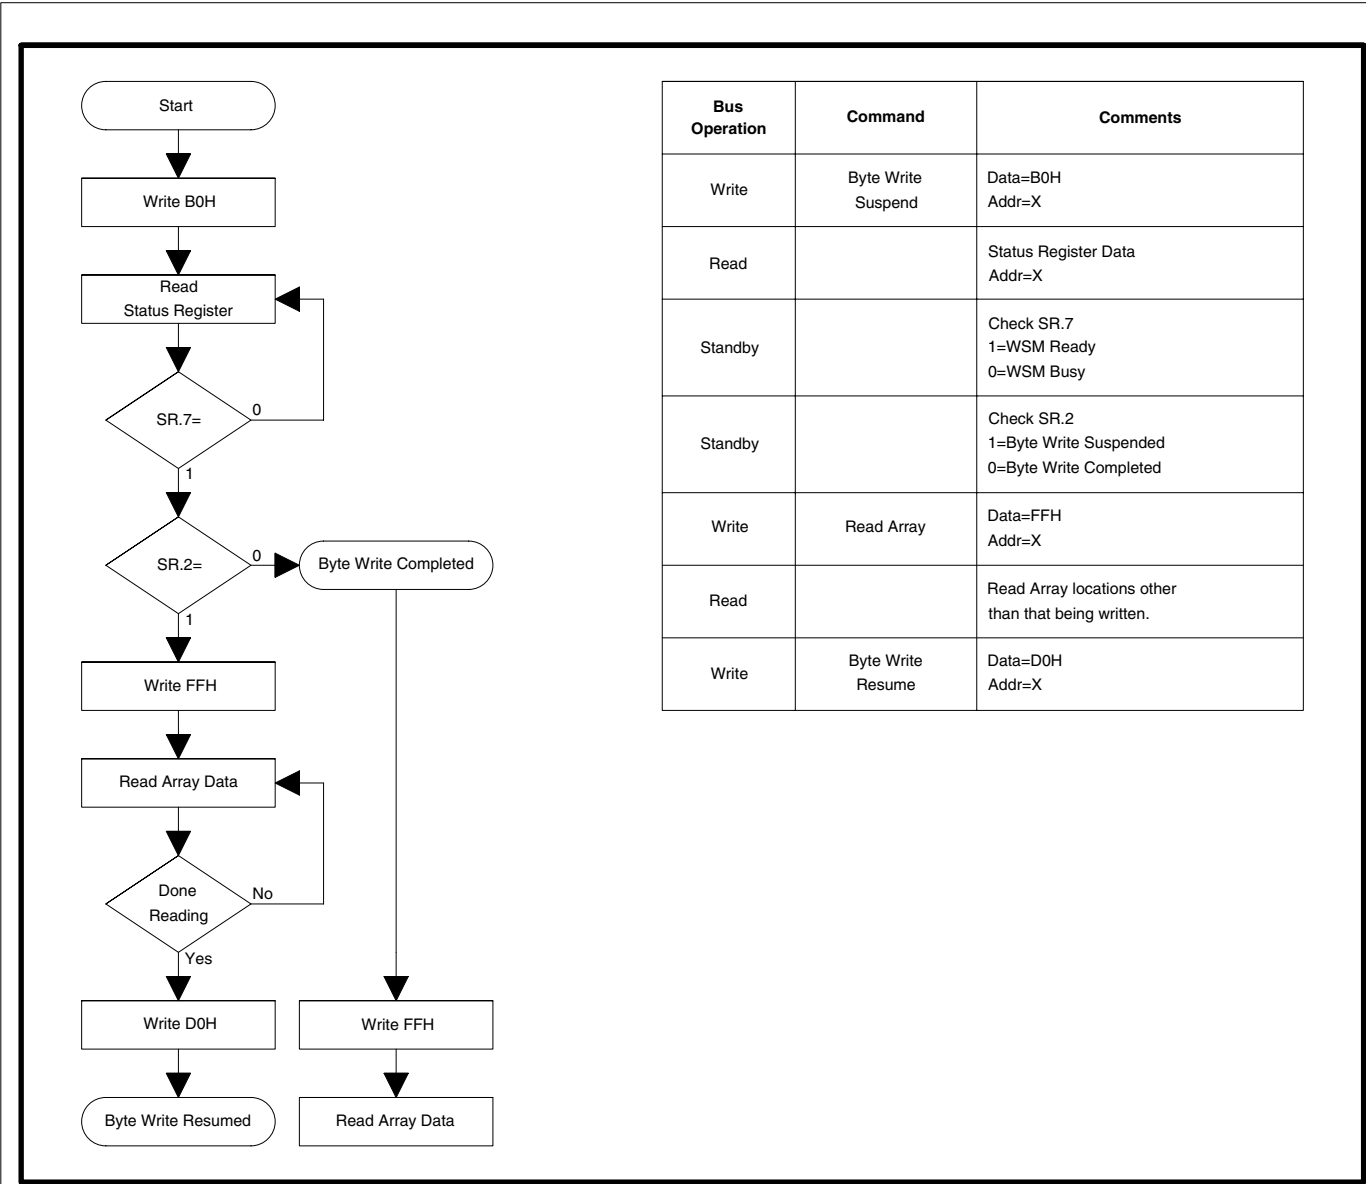 Start
Write B0H
Read
Status Register
SR.7=
0
1
SR.2=
0
Byte Write Completed
1
Write FFH
Read Array Data
Done
Reading
No
Yes
Write D0H
Write FFH
Byte Write Resumed
Read Array Data
Bus
Operation
Command
Comments
Write
Byte Write
Suspend
Data=B0H
Addr=X
Read
Status Register Data
Addr=X
Standby
Check SR.7
1=WSM Ready
0=WSM Busy
Standby
Check SR.2
1=Byte Write Suspended
0=Byte Write Completed
Write
Read Array
Data=FFH
Addr=X
Read
Read Array locations other
than that being written.
Write
Byte Write
Resume
Data=D0H
Addr=X